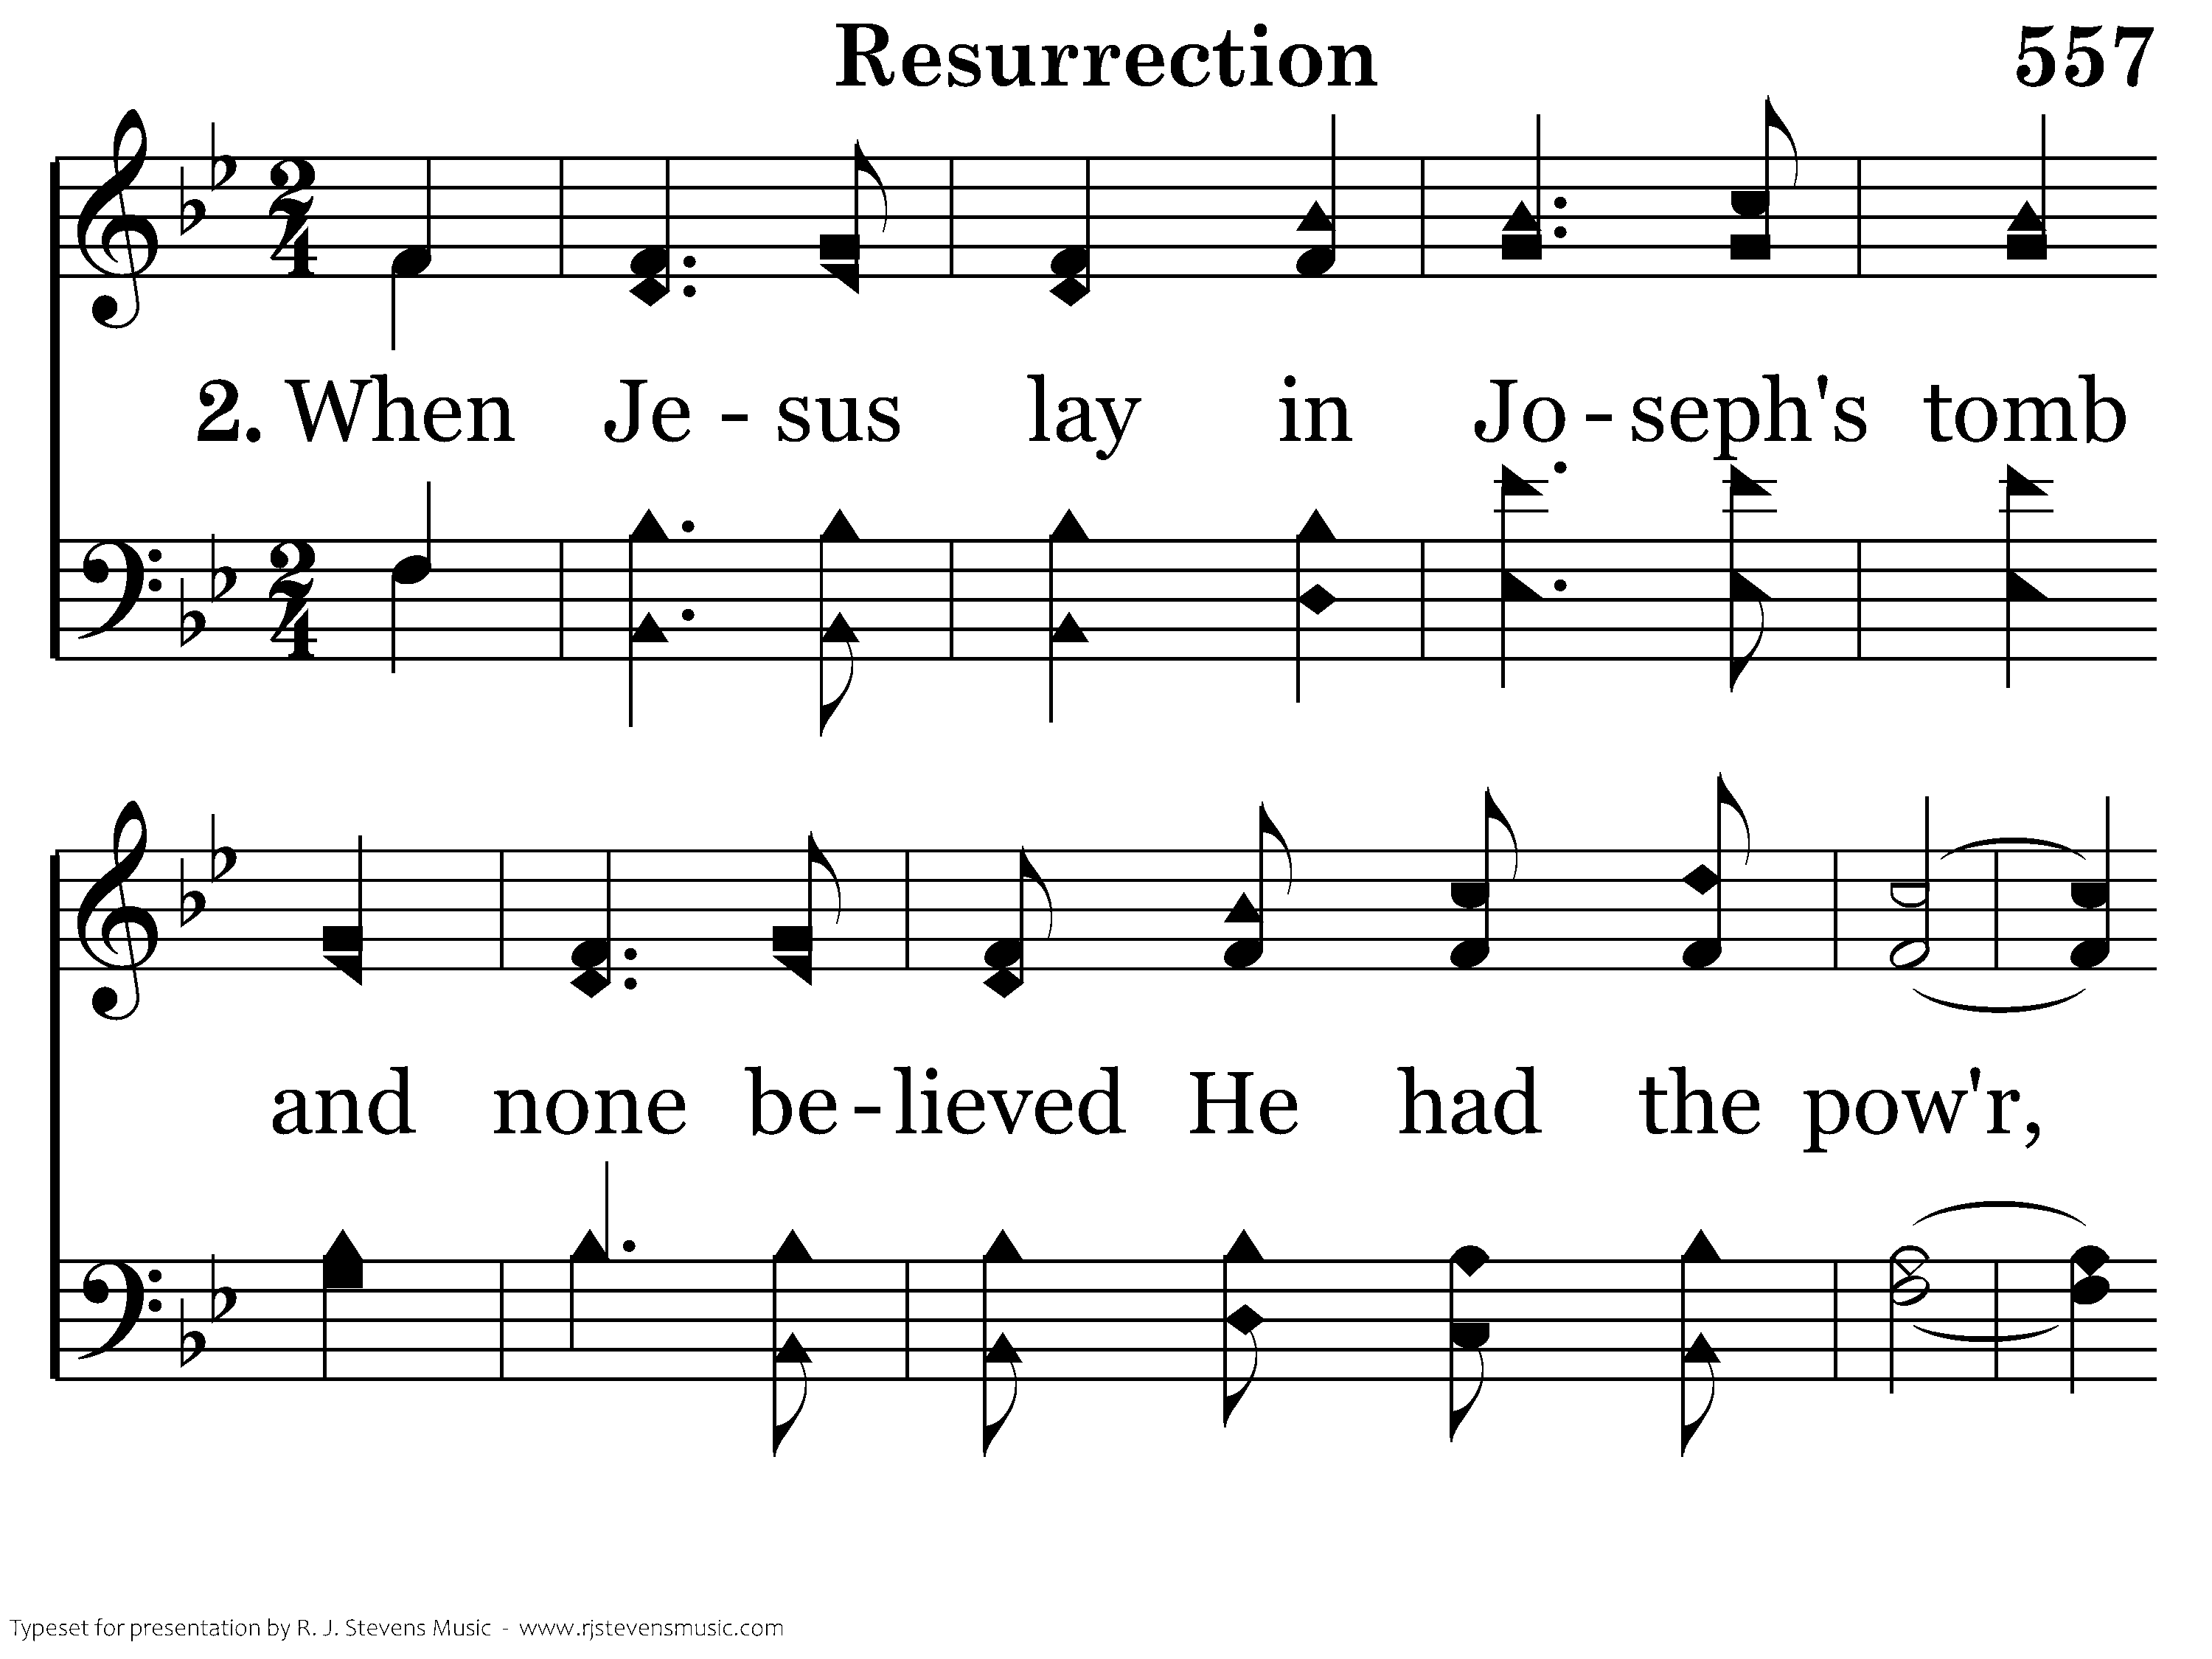 Resurrection 557
2. When Je - sus lay in Jo - seph's tomb
and none be - lieved He had the pow'r,
Typeset for presentation by R. J. Stevens Music - www.rjstevensmusic.com